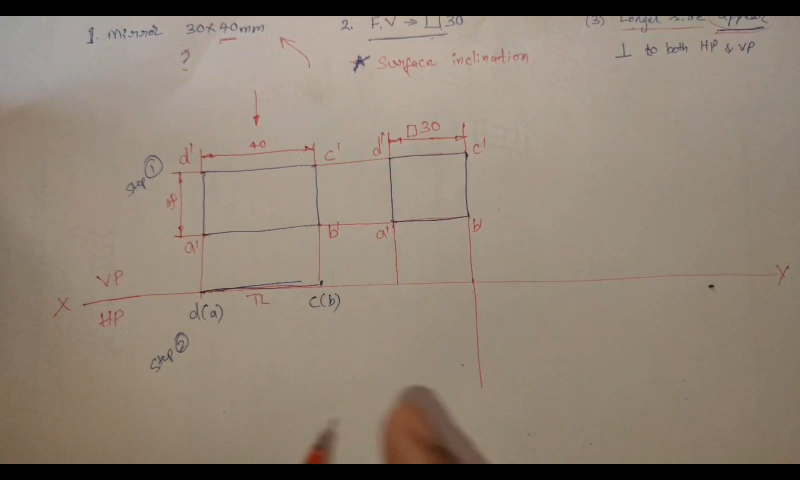 1. Mirror 30×40mm
?
2. F.V → □ 30
★ Surface inclination
(3) Longer side appear
⊥ to both HP & VP
Step 1
d' 40 c'
d' □30 c'
a' b' a' b'
X VP Y
HP
d(a) TL c(b)
Step 2